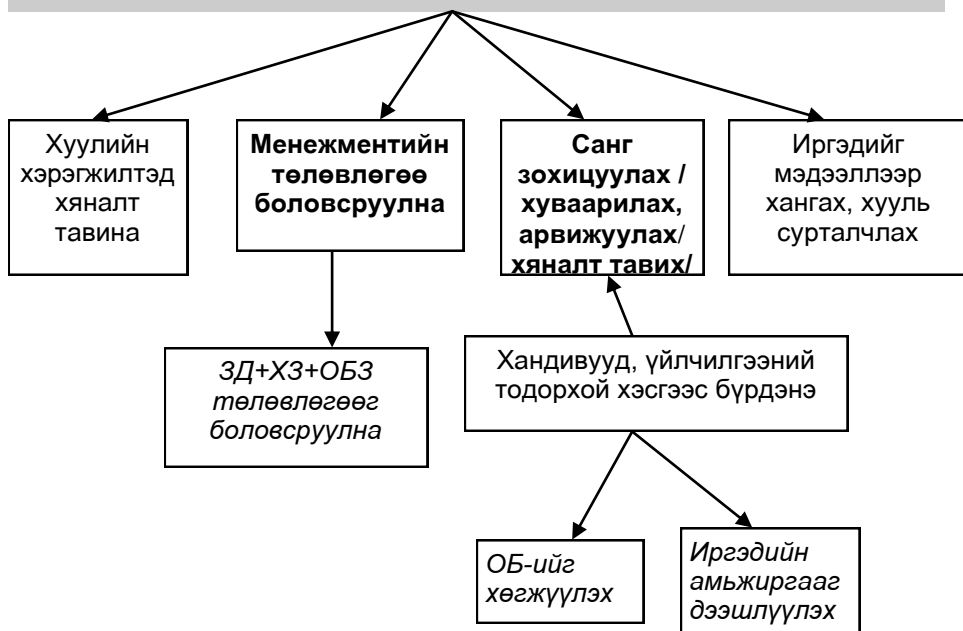 Хуулийн
хэрэгжилтэд
хяналт
тавина
Менежментийн
төлөвлөгөө
боловсруулна
Санг
зохицуулах /
хуваарилах,
арвижуулах/
хяналт тавих/
Иргэдийг
мэдээллээр
хангах, хууль
сурталчлах
ЗД+ХЗ+ОБЗ
төлөвлөгөөг
боловсруулна
Хандивууд, үйлчилгээний
тодорхой хэсгээс бүрдэнэ
ОБ-ийг
хөгжүүлэх
Иргэдийн
амьжиргааг
дээшлүүлэх